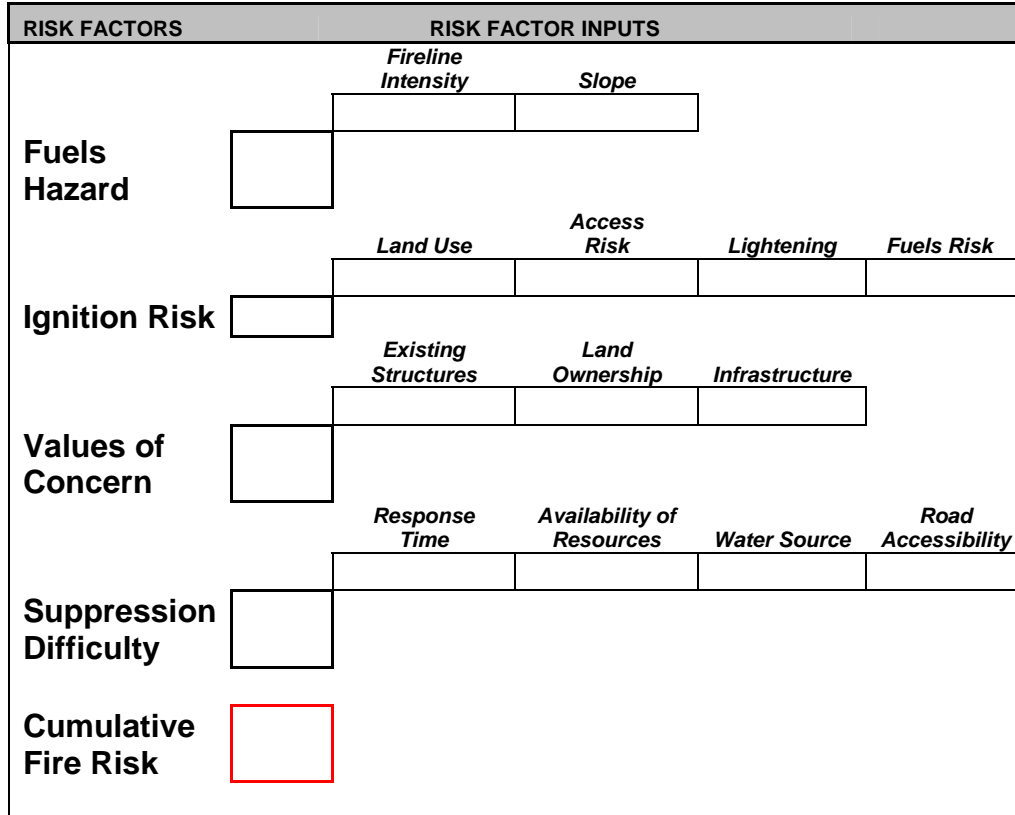 RISK FACTORS RISK FACTOR INPUTS
Fireline
Intensity Slope
Fuels
Hazard
Access
Land Use Risk Lightening Fuels Risk
Ignition Risk
Existing Land
Structures Ownership Infrastructure
Values of
Concern
Response Availability of Road
Time Resources Water Source Accessibility
Suppression
Difficulty
Cumulative
Fire Risk